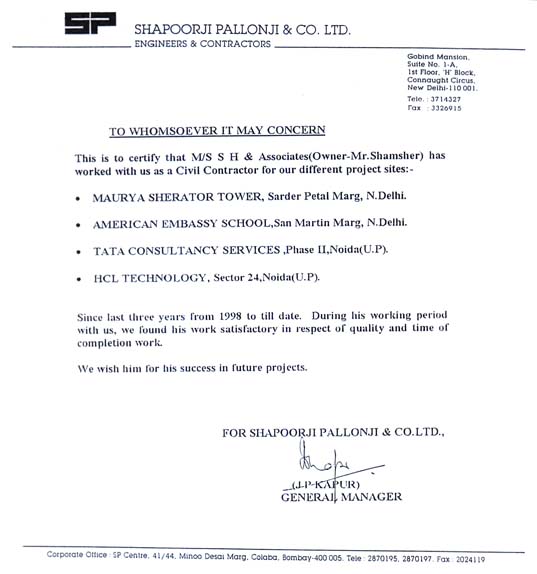 SP
SHAPOORJI PALLONJI & CO. LTD.
ENGINEERS & CONTRACTORS
Gobind Mansion,
Suite No. 1-A,
1st Floor, 'H' Block,
Connaught Circus,
New Delhi-110 001.
Tele. : 3714327
Fax : 3326915
TO WHOMSOEVER IT MAY CONCERN
This is to certify that M/S S H & Associates(Owner-Mr.Shamsher) has
worked with us as a Civil Contractor for our different project sites:-
• MAURYA SHERATOR TOWER, Sarder Petal Marg, N.Delhi.
• AMERICAN EMBASSY SCHOOL,San Martin Marg, N.Delhi.
• TATA CONSULTANCY SERVICES ,Phase II,Noida(U.P).
• HCL TECHNOLOGY, Sector 24,Noida(U.P).
Since last three years from 1998 to till date. During his working period
with us, we found his work satisfactory in respect of quality and time of
completion work.
We wish him for his success in future projects.
FOR SHAPOORJI PALLONJI & CO.LTD.,
(J-P-KAPUR)
GENERAL MANAGER
Corporate Office : SP Centre, 41/44, Minoo Desai Marg, Colaba, Bombay-400 005. Tele : 2870195, 2870197. Fax : 2024119